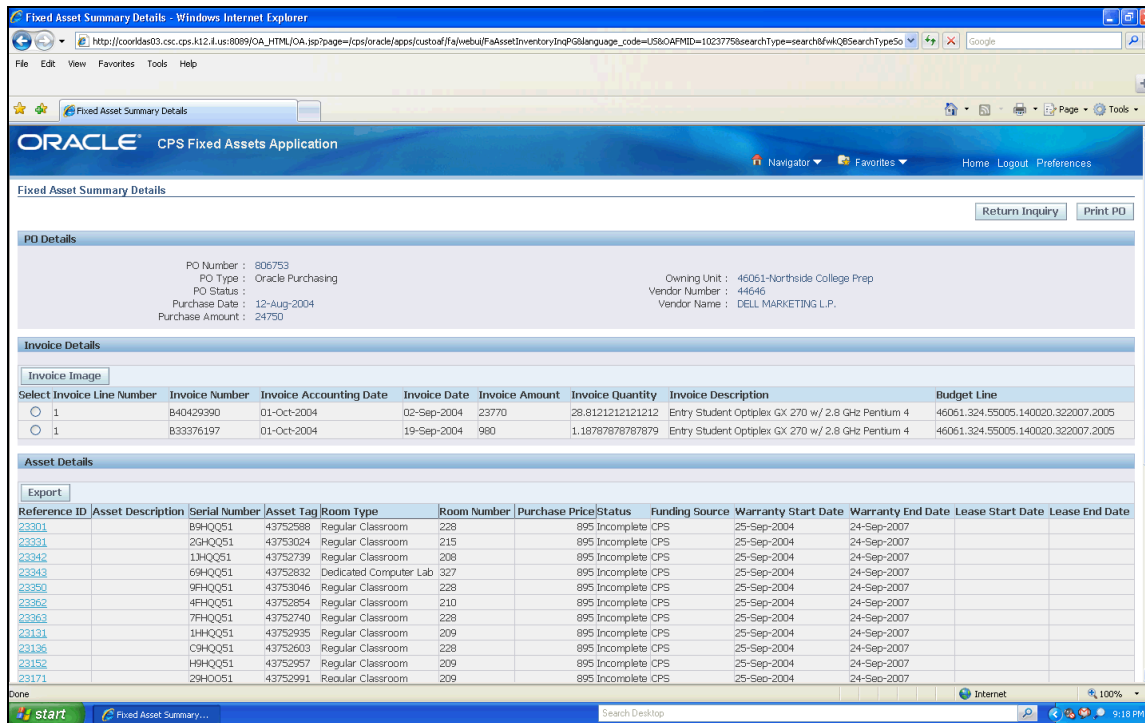 Fixed Asset Summary Details - Windows Internet Explorer
http://coorldas03.csc.cps.k12.il.us:8089/OA_HTML/OA.jsp?page=/cps/oracle/apps/custoaf/fa/webui/FaAssetInventoryInqPG&language_code=US&OAFMID=1023775&searchType=search&fwkQBSearchTypeSo Google
File Edit View Favorites Tools Help
Fixed Asset Summary Details Page Tools
ORACLE CPS Fixed Assets Application
Navigator Favorites Home Logout Preferences
Fixed Asset Summary Details
Return Inquiry Print PO
PO Details
PO Number : 806753
PO Type : Oracle Purchasing Owning Unit : 46061-Northside College Prep
PO Status : Vendor Number : 44646
Purchase Date : 12-Aug-2004 Vendor Name : DELL MARKETING L.P.
Purchase Amount : 24750
Invoice Details
Invoice Image
Select Invoice Line Number Invoice Number Invoice Accounting Date Invoice Date Invoice Amount Invoice Quantity Invoice Description Budget Line
1 B40429390 01-Oct-2004 02-Sep-2004 23770 28.8121212121212 Entry Student Optiplex GX 270 w/ 2.8 GHz Pentium 4 46061.324.55005.140020.322007.2005
1 B33376197 01-Oct-2004 19-Sep-2004 980 1.18787878787879 Entry Student Optiplex GX 270 w/ 2.8 GHz Pentium 4 46061.324.55005.140020.322007.2005
Asset Details
Export
Reference ID Asset Description Serial Number Asset Tag Room Type Room Number Purchase Price Status Funding Source Warranty Start Date Warranty End Date Lease Start Date Lease End Date
23301 B9HQQ51 43752588 Regular Classroom 228 895 Incomplete CPS 25-Sep-2004 24-Sep-2007
23331 2GHQQ51 43753024 Regular Classroom 215 895 Incomplete CPS 25-Sep-2004 24-Sep-2007
23342 1JHQQ51 43752739 Regular Classroom 208 895 Incomplete CPS 25-Sep-2004 24-Sep-2007
23343 69HQQ51 43752832 Dedicated Computer Lab 327 895 Incomplete CPS 25-Sep-2004 24-Sep-2007
23350 9FHQQ51 43753046 Regular Classroom 228 895 Incomplete CPS 25-Sep-2004 24-Sep-2007
23362 4FHQQ51 43752854 Regular Classroom 210 895 Incomplete CPS 25-Sep-2004 24-Sep-2007
23363 7FHQQ51 43752740 Regular Classroom 228 895 Incomplete CPS 25-Sep-2004 24-Sep-2007
23131 1HHQQ51 43752935 Regular Classroom 209 895 Incomplete CPS 25-Sep-2004 24-Sep-2007
23136 C9HQQ51 43752603 Regular Classroom 228 895 Incomplete CPS 25-Sep-2004 24-Sep-2007
23152 H9HQQ51 43752957 Regular Classroom 209 895 Incomplete CPS 25-Sep-2004 24-Sep-2007
23171 29HQQ51 43752991 Regular Classroom 209 895 Incomplete CPS 25-Sep-2004 24-Sep-2007
Done Internet 100%
start Fixed Asset Summary... Search Desktop 9:18 PM